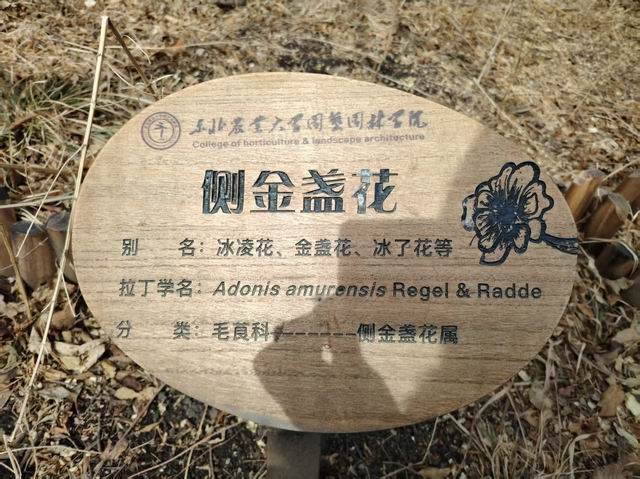 东北农业大学园艺园林学院
College of horticulture & landscape architecture
侧金盏花
别 名：冰凌花、金盏花、冰了花等
拉丁学名：Adonis amurensis Regel & Radde
分 类：毛茛科-------侧金盏花属